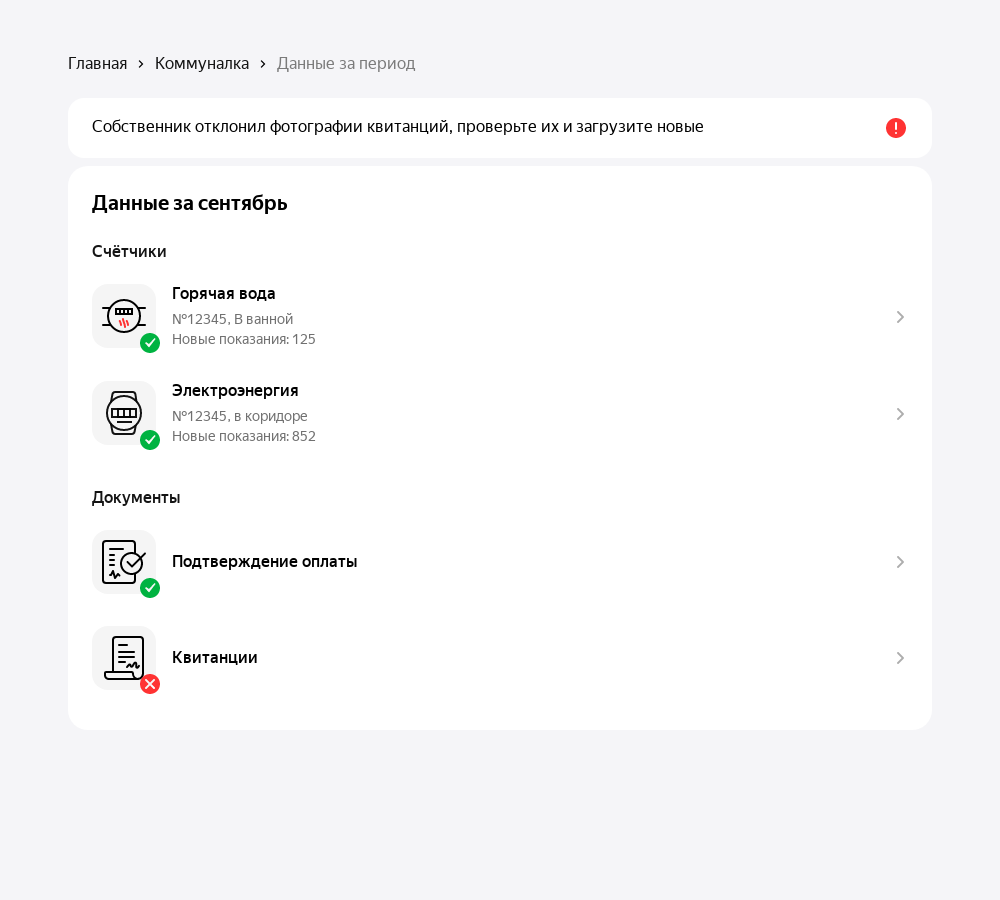 Главная › Коммуналка › Данные за период
Собственник отклонил фотографии квитанций, проверьте их и загрузите новые
Данные за сентябрь
Счётчики
Горячая вода
№12345, В ванной
Новые показания: 125
Электроэнергия
№12345, в коридоре
Новые показания: 852
Документы
Подтверждение оплаты
Квитанции